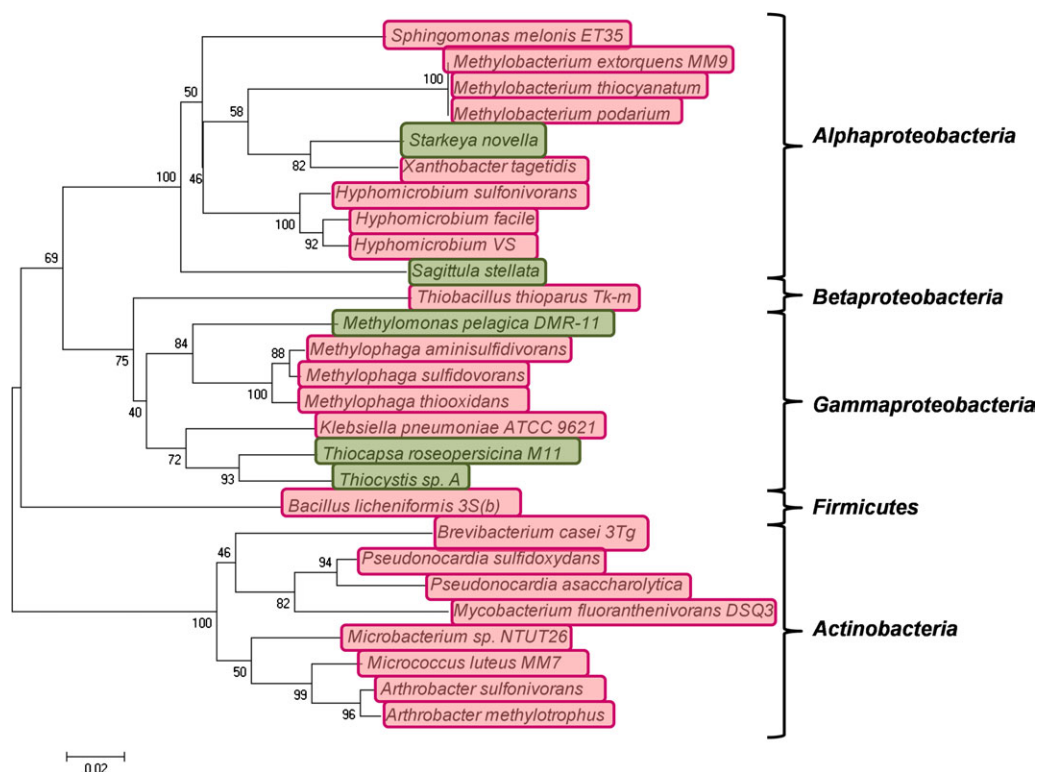 Sphingomonas melonis ET35
Methylobacterium extorquens MM9
100
Methylobacterium thiocyanatum
50
Methylobacterium podarium
58
Alphaproteobacteria
Starkeya novella
82
Xanthobacter tagetidis
100
46
Hyphomicrobium sulfonivorans
100
Hyphomicrobium facile
92
Hyphomicrobium VS
69
Sagittula stellata
Thiobacillus thioparus Tk-m
Betaproteobacteria
Methylomonas pelagica DMR-11
84
88
Methylophaga aminisulfidivorans
75
Methylophaga sulfidovorans
100
Methylophaga thiooxidans
Gammaproteobacteria
40
Klebsiella pneumoniae ATCC 9621
72
Thiocapsa roseopersicina M11
93
Thiocystis sp. A
Bacillus licheniformis 3S(b)
Firmicutes
Brevibacterium casei 3Tg
46
94
Pseudonocardia sulfidoxydans
Pseudonocardia asaccharolytica
82
Mycobacterium fluoranthenivorans DSQ3
100
Actinobacteria
Microbacterium sp. NTUT26
50
Micrococcus luteus MM7
99
Arthrobacter sulfonivorans
96
Arthrobacter methylotrophus
0.02